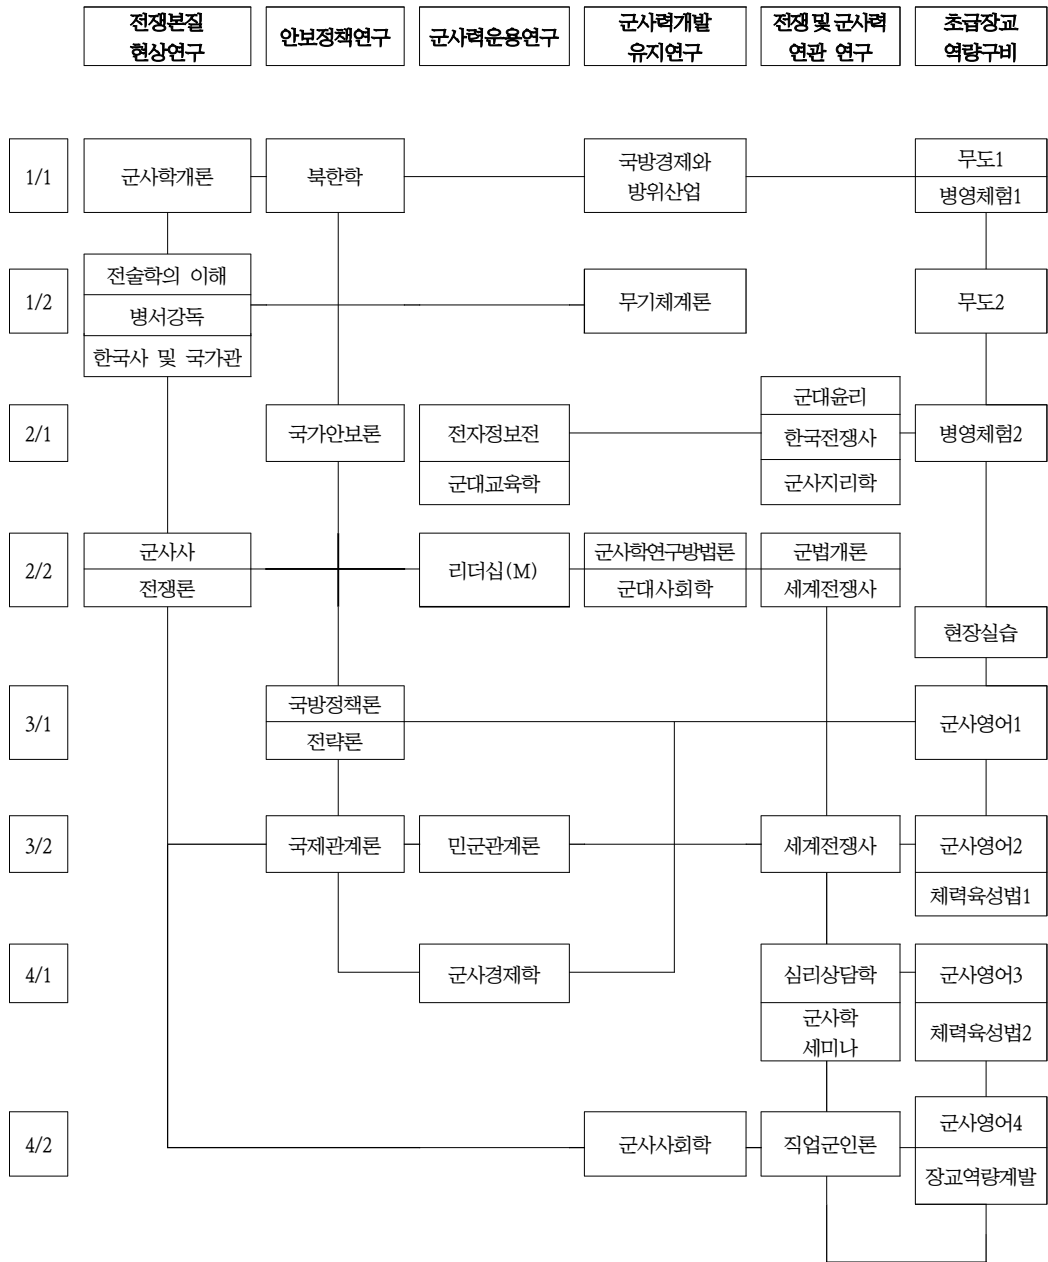 전쟁본질
현상연구
안보정책연구
군사력운용연구
군사력개발
유지연구
전쟁 및 군사력
연관 연구
초급장교
역량구비
1/1
군사학개론
북한학
국방경제와
방위산업
무도1
병영체험1
1/2
전술학의 이해
병서강독
한국사 및 국가관
무기체계론
무도2
2/1
국가안보론
전자정보전
군대교육학
군대윤리
한국전쟁사
군사지리학
병영체험2
2/2
군사사
전쟁론
리더십(M)
군사학연구방법론
군대사회학
군법개론
세계전쟁사
현장실습
3/1
국방정책론
전략론
군사영어1
3/2
국제관계론
민군관계론
세계전쟁사
군사영어2
체력육성법1
4/1
군사경제학
심리상담학
군사학
세미나
군사영어3
체력육성법2
4/2
군사사회학
직업군인론
군사영어4
장교역량계발